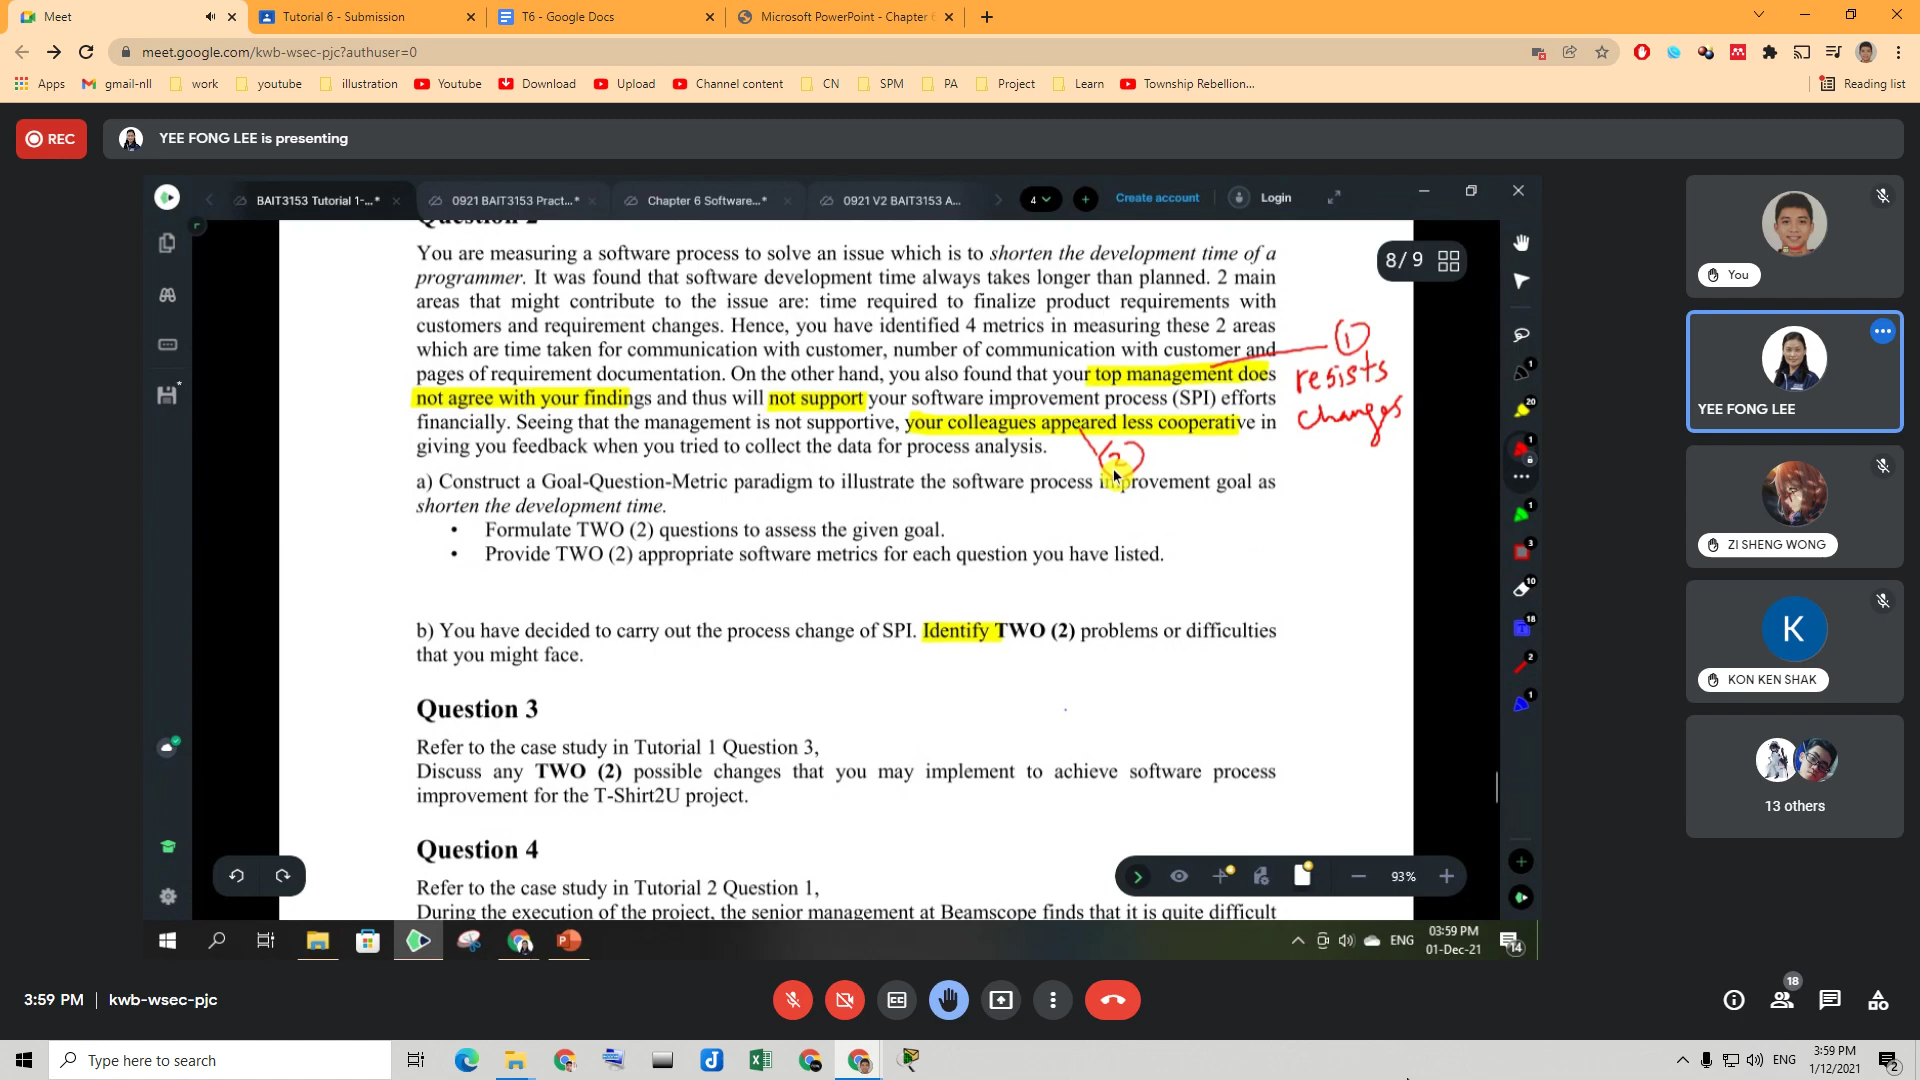 Meet
Tutorial 6 - Submission
T6 - Google Docs
Microsoft PowerPoint - Chapter 6
meet.google.com/kwb-wsec-pjc?authuser=0
Apps
gmail-nll
work
youtube
illustration
Youtube
Download
Upload
Channel content
CN
SPM
PA
Project
Learn
Township Rebellion...
Reading list
REC
YEE FONG LEE is presenting
BAIT3153 Tutorial 1-...*
0921 BAIT3153 Pract...*
Chapter 6 Software...*
0921 V2 BAIT3153 A...
4
Create account
Login
Question 2
8/ 9
You are measuring a software process to solve an issue which is to shorten the development time of a
programmer. It was found that software development time always takes longer than planned. 2 main
areas that might contribute to the issue are: time required to finalize product requirements with
customers and requirement changes. Hence, you have identified 4 metrics in measuring these 2 areas
which are time taken for communication with customer, number of communication with customer and
pages of requirement documentation. On the other hand, you also found that your top management does
not agree with your findings and thus will not support your software improvement process (SPI) efforts
financially. Seeing that the management is not supportive, your colleagues appeared less cooperative in
giving you feedback when you tried to collect the data for process analysis.
1
resists
changes
2
a) Construct a Goal-Question-Metric paradigm to illustrate the software process improvement goal as
shorten the development time.
• Formulate TWO (2) questions to assess the given goal.
• Provide TWO (2) appropriate software metrics for each question you have listed.
b) You have decided to carry out the process change of SPI. Identify TWO (2) problems or difficulties
that you might face.
Question 3
Refer to the case study in Tutorial 1 Question 3,
Discuss any TWO (2) possible changes that you may implement to achieve software process
improvement for the T-Shirt2U project.
Question 4
Refer to the case study in Tutorial 2 Question 1,
During the execution of the project, the senior management at Beamscope finds that it is quite difficult
93%
1
20
1
1
3
10
18
2
1
ENG
03:59 PM
01-Dec-21
14
You
YEE FONG LEE
ZI SHENG WONG
K
KON KEN SHAK
13 others
3:59 PM | kwb-wsec-pjc
18
Type here to search
ENG
3:59 PM
1/12/2021
2